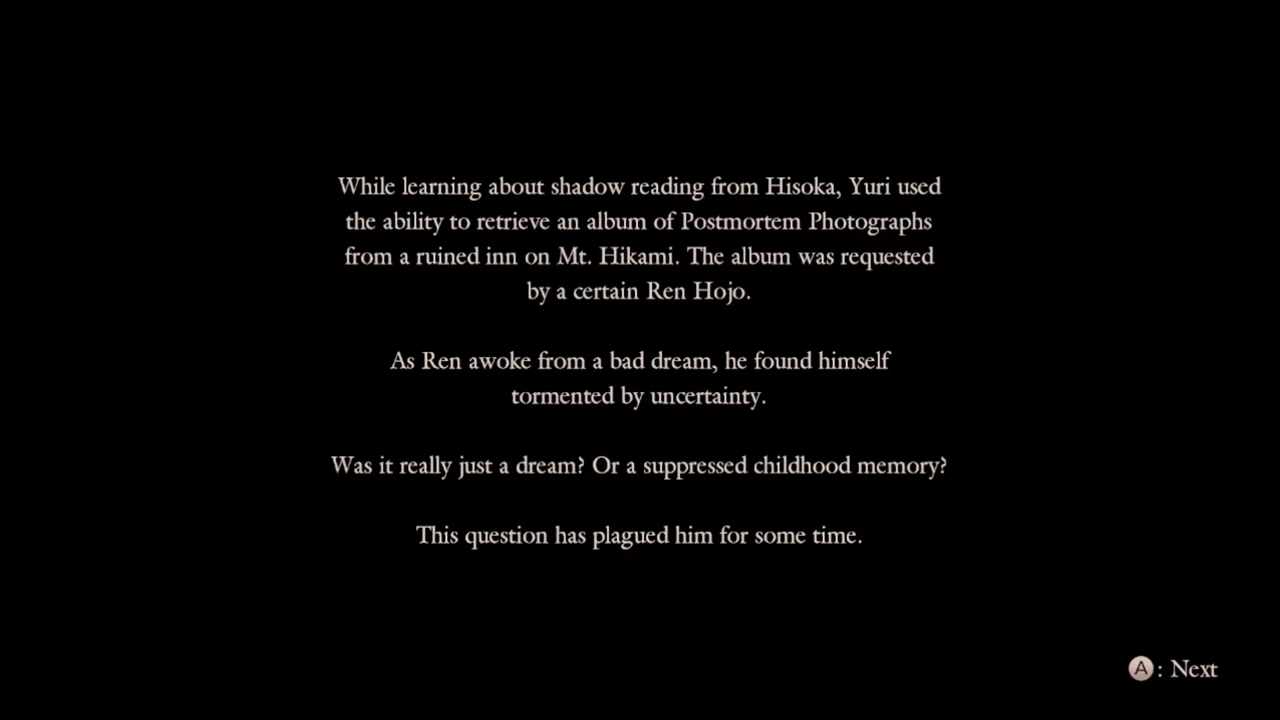 While learning about shadow reading from Hisoka, Yuri used
the ability to retrieve an album of Postmortem Photographs
from a ruined inn on Mt. Hikami. The album was requested
by a certain Ren Hojo.
As Ren awoke from a bad dream, he found himself
tormented by uncertainty.
Was it really just a dream? Or a suppressed childhood memory?
This question has plagued him for some time.
A : Next